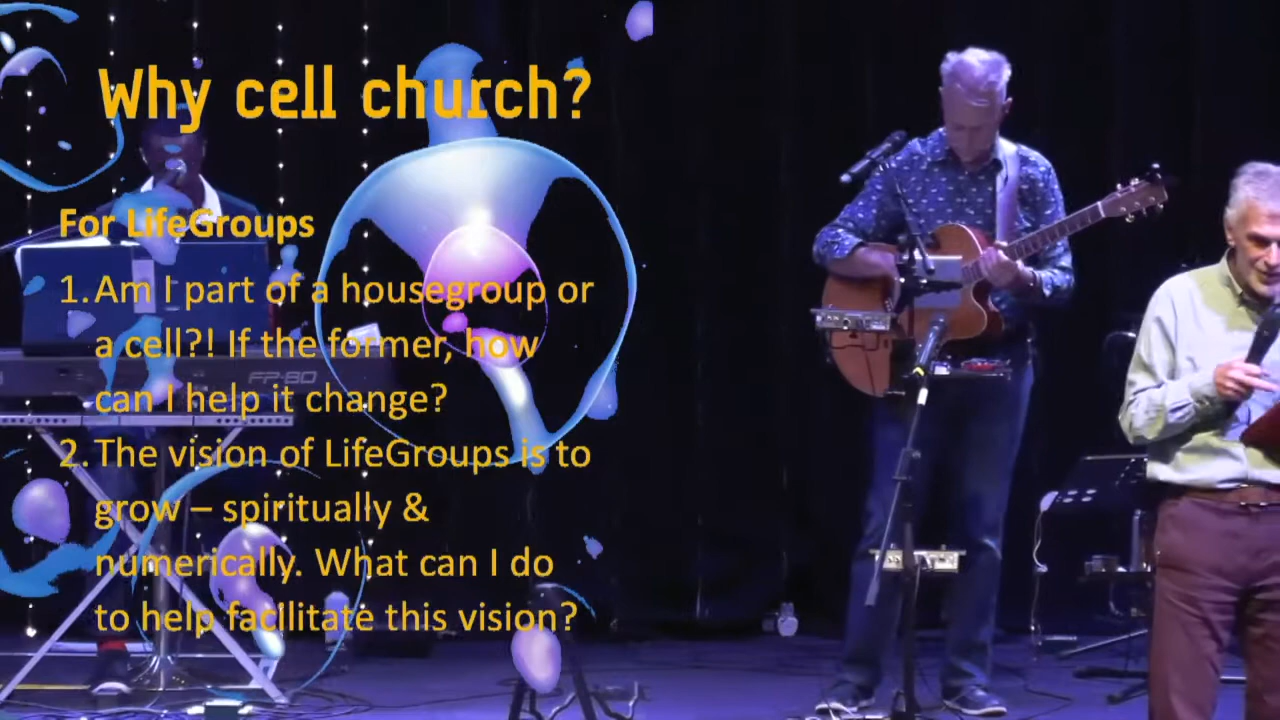 Why cell church?
For LifeGroups
1. Am I part of a housegroup or
a cell?! If the former, how
can I help it change?
2. The vision of LifeGroups is to
grow – spiritually &
numerically. What can I do
to help facilitate this vision?
FP-80